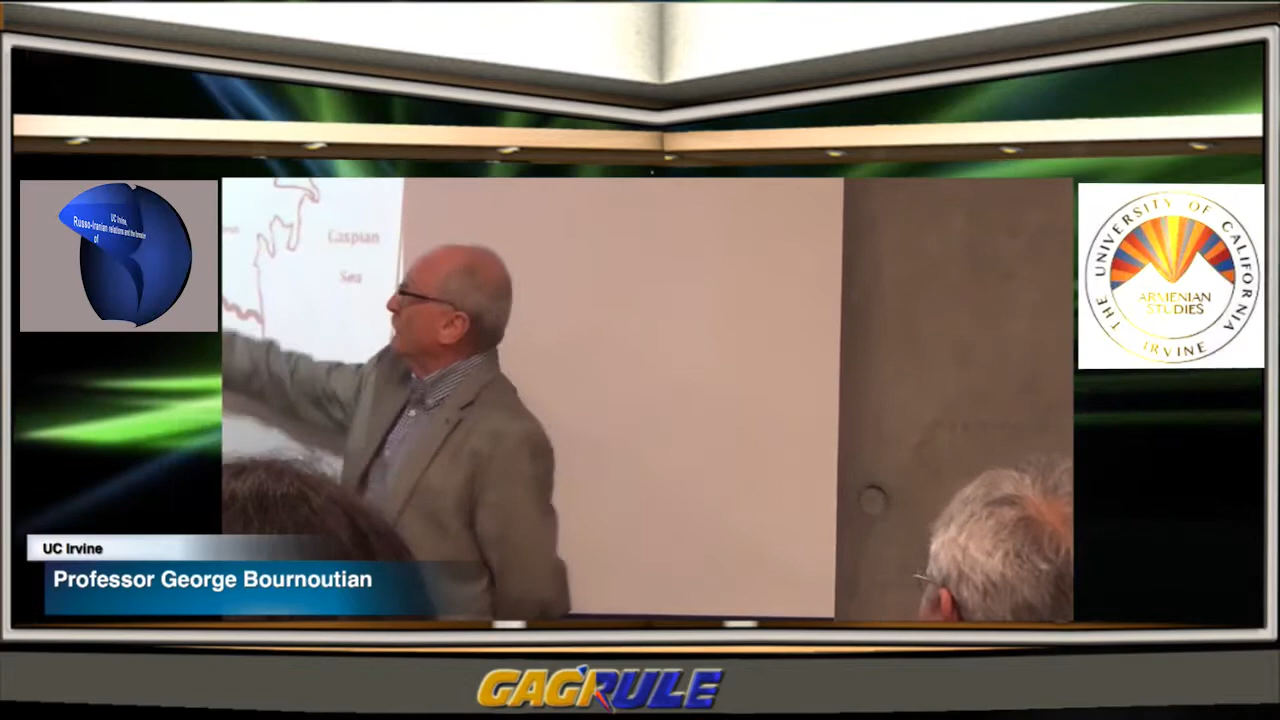 UC Irvine,
Russo-Iranian relations and the formation
of
Caspian
Sea
THE UNIVERSITY OF CALIFORNIA
IRVINE
ARMENIAN
STUDIES
UC Irvine
Professor George Bournoutian
GAGRULE